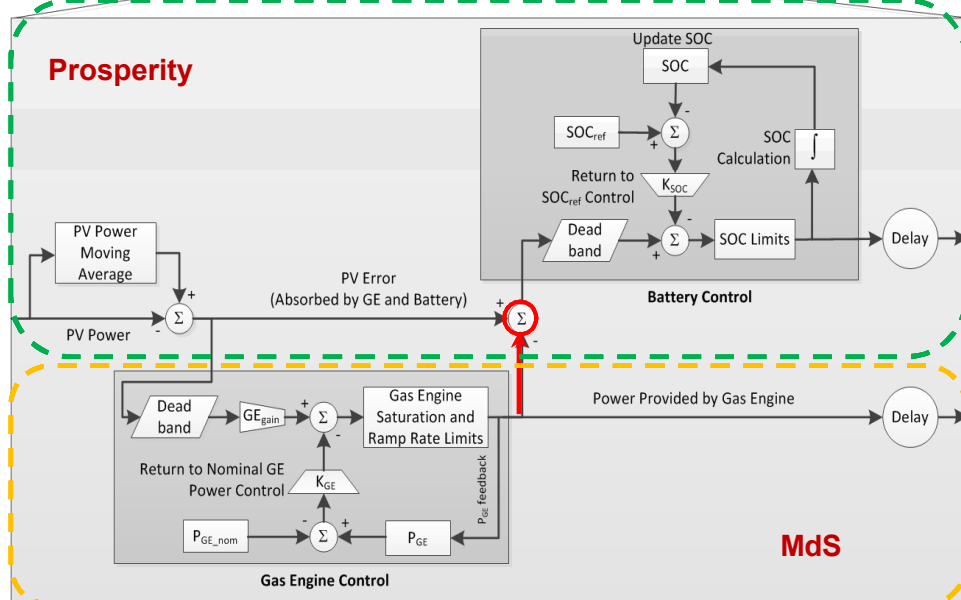 Prosperity
Update SOC
SOC
-
SOCref
+
Σ
SOC
Calculation
∫
Return to
SOCref Control
KSOC
-
Dead
band
+
Σ
SOC Limits
Delay
Battery Control
PV Power
Moving
Average
+
PV Power
-
Σ
PV Error
(Absorbed by GE and Battery)
+
Σ
-
Dead
band
GEgain
+
Σ
-
Gas Engine
Saturation and
Ramp Rate Limits
Power Provided by Gas Engine
Delay
Return to Nominal GE
Power Control
KGE
PGE feedback
PGE_nom
-
Σ
+
PGE
Gas Engine Control
MdS